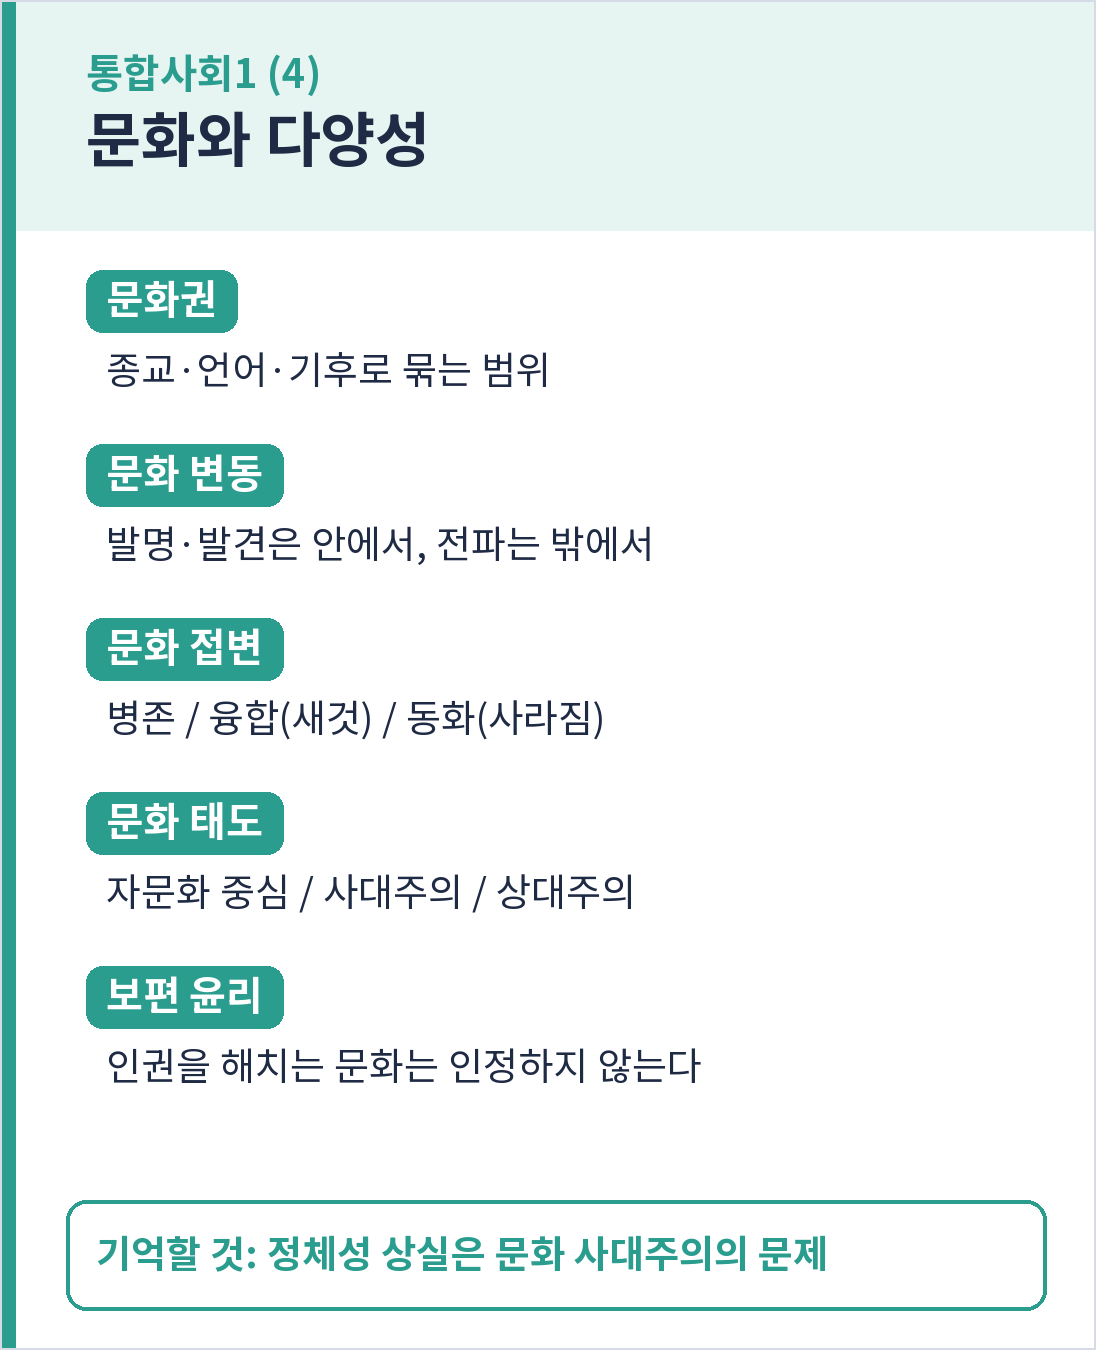 통합사회1 (4)
문화와 다양성
문화권
종교·언어·기후로 묶는 범위
문화 변동
발명·발견은 안에서, 전파는 밖에서
문화 접변
병존 / 융합(새것) / 동화(사라짐)
문화 태도
자문화 중심 / 사대주의 / 상대주의
보편 윤리
인권을 해치는 문화는 인정하지 않는다
기억할 것: 정체성 상실은 문화 사대주의의 문제